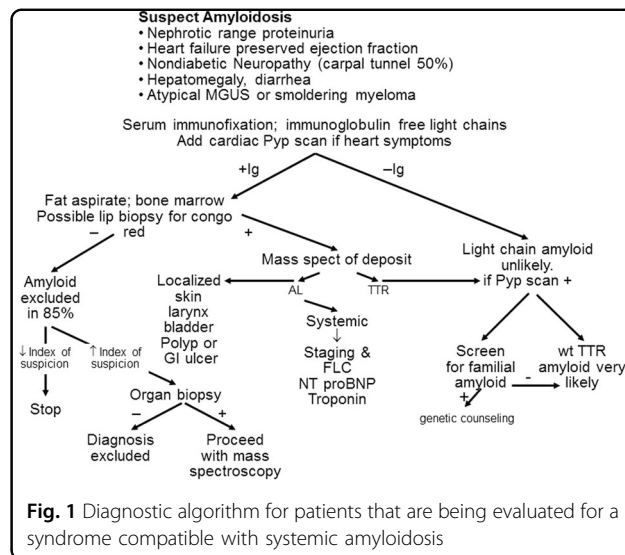 Suspect Amyloidosis
• Nephrotic range proteinuria
• Heart failure preserved ejection fraction
• Nondiabetic Neuropathy (carpal tunnel 50%)
• Hepatomegaly, diarrhea
• Atypical MGUS or smoldering myeloma
Serum immunofixation; immunoglobulin free light chains
Add cardiac Pyp scan if heart symptoms
+Ig
–Ig
Fat aspirate; bone marrow
Possible lip biopsy for congo
red
–
+
Mass spect of deposit
AL
TTR
Light chain amyloid
unlikely.
if Pyp scan +
Amyloid
excluded
in 85%
Localized
skin
larynx
bladder
Polyp or
GI ulcer
Systemic
↓
Staging &
FLC
NT proBNP
Troponin
Screen
for familial
amyloid
+
-
wt TTR
amyloid very
likely
genetic counseling
↓ Index of
suspicion
↑ Index of
suspicion
Stop
Organ biopsy
–
+
Diagnosis
excluded
Proceed
with mass
spectroscopy
Fig. 1 Diagnostic algorithm for patients that are being evaluated for a
syndrome compatible with systemic amyloidosis